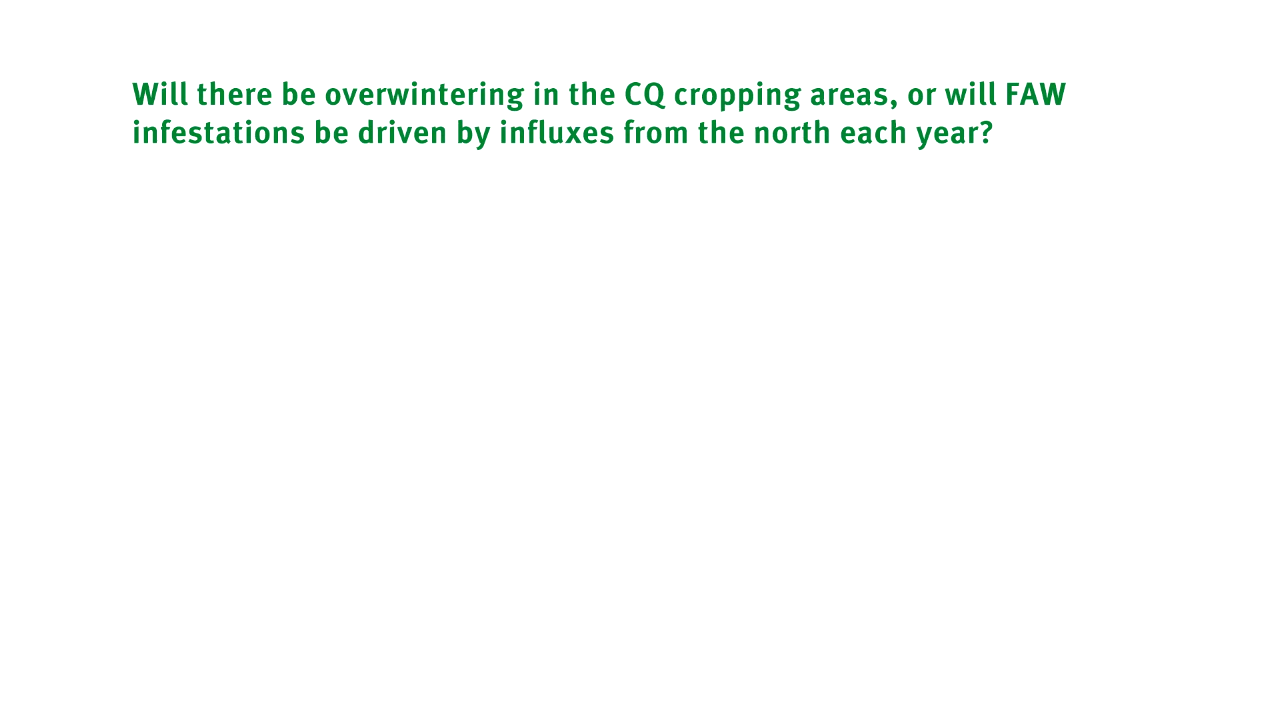 Will there be overwintering in the CQ cropping areas, or will FAW
infestations be driven by influxes from the north each year?